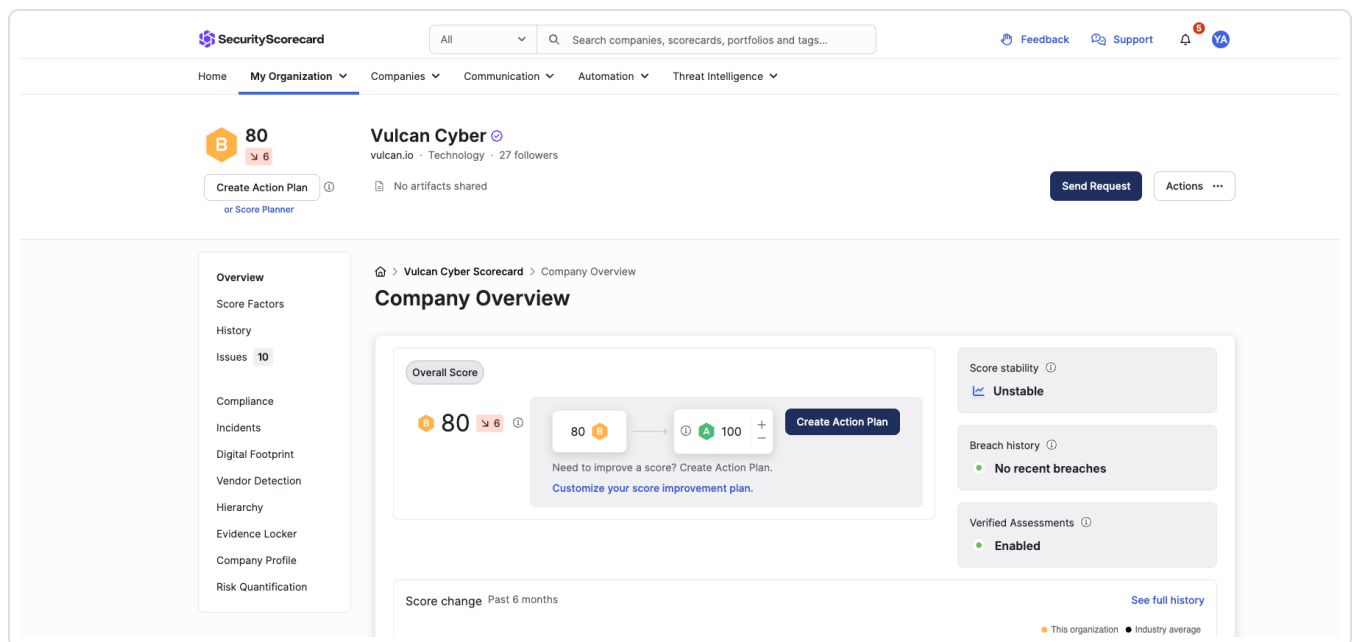 SecurityScorecard
All
Search companies, scorecards, portfolios and tags...
Feedback
Support
5
YA
Home
My Organization
Companies
Communication
Automation
Threat Intelligence
B
80
6
Create Action Plan
or Score Planner
Vulcan Cyber
vulcan.io · Technology · 27 followers
No artifacts shared
Send Request
Actions ···
Overview
Score Factors
History
Issues 10
Compliance
Incidents
Digital Footprint
Vendor Detection
Hierarchy
Evidence Locker
Company Profile
Risk Quantification
> Vulcan Cyber Scorecard > Company Overview
Company Overview
Overall Score
B 80 6
80 B
A 100 + −
Create Action Plan
Need to improve a score? Create Action Plan.
Customize your score improvement plan.
Score stability
Unstable
Breach history
No recent breaches
Verified Assessments
Enabled
Score change Past 6 months
See full history
This organization
Industry average